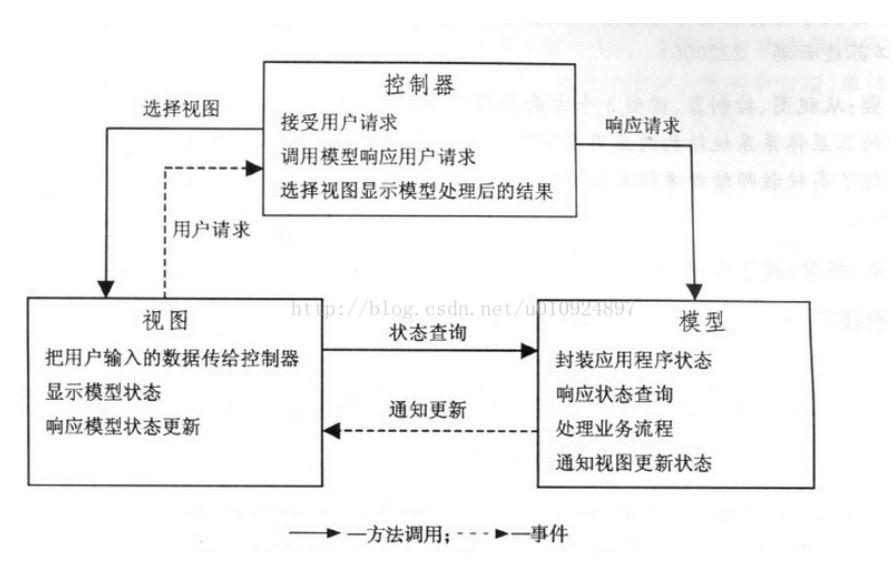 控制器
接受用户请求
调用模型响应用户请求
选择视图显示模型处理后的结果
选择视图
响应请求
用户请求
http://blog.csdn.net/u010924897
视图
把用户输入的数据传给控制器
显示模型状态
响应模型状态更新
状态查询
通知更新
模型
封装应用程序状态
响应状态查询
处理业务流程
通知视图更新状态
—方法调用;
—事件